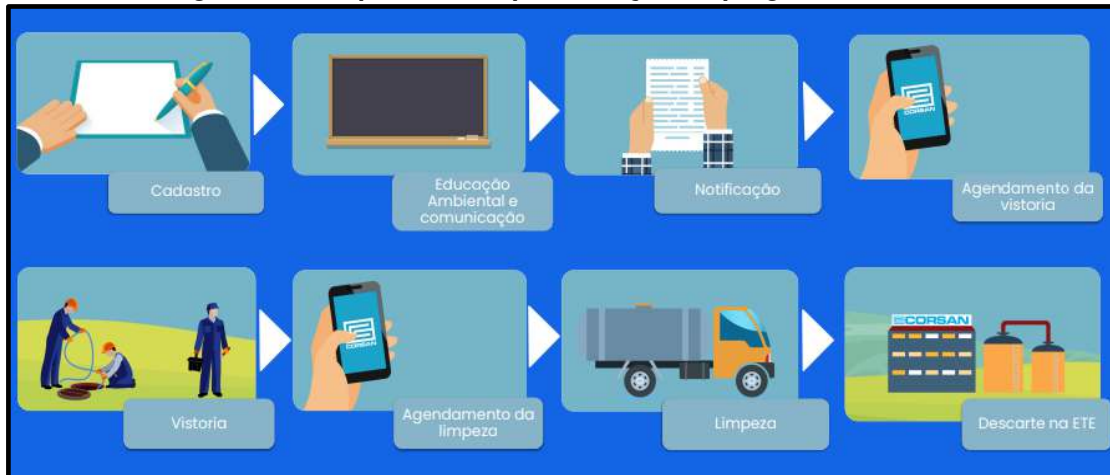 Cadastro
Educação
Ambiental e
comunicação
Notificação
CORSAN
Agendamento da
vistoria
Vistoria
CORSAN
Agendamento da
limpeza
Limpeza
CORSAN
Descarte na ETE